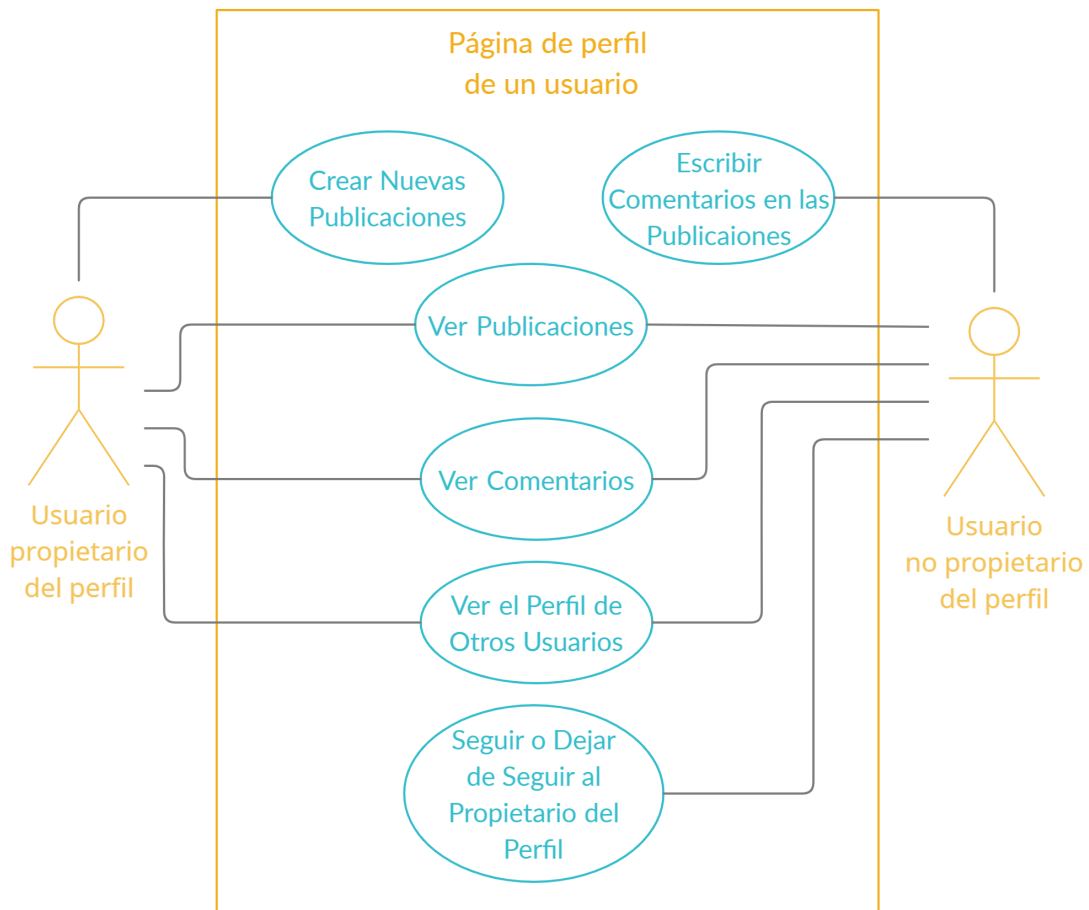 Página de perfil
de un usuario
Crear Nuevas
Publicaciones
Escribir
Comentarios en las
Publicaiones
Ver Publicaciones
Ver Comentarios
Usuario
propietario
del perfil
Usuario
no propietario
del perfil
Ver el Perfil de
Otros Usuarios
Seguir o Dejar
de Seguir al
Propietario del
Perfil